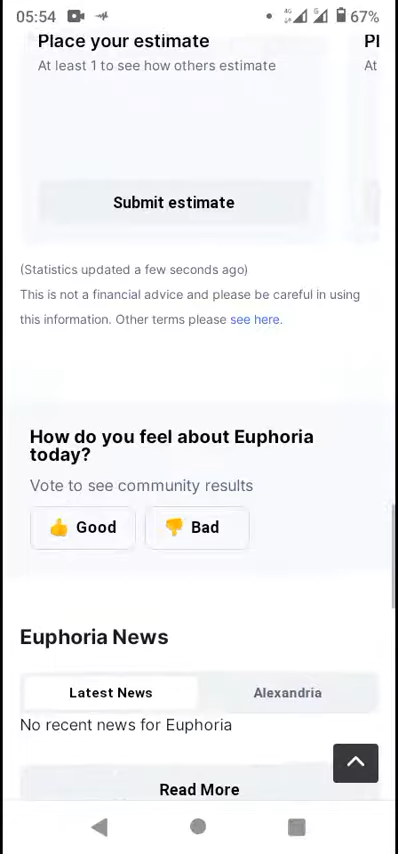 05:54 67%
Place your estimate Pl
At least 1 to see how others estimate At
Submit estimate
(Statistics updated a few seconds ago)
This is not a financial advice and please be careful in using
this information. Other terms please see here.
How do you feel about Euphoria
today?
Vote to see community results
👍 Good 👎 Bad
Euphoria News
Latest News Alexandria
No recent news for Euphoria
Read More